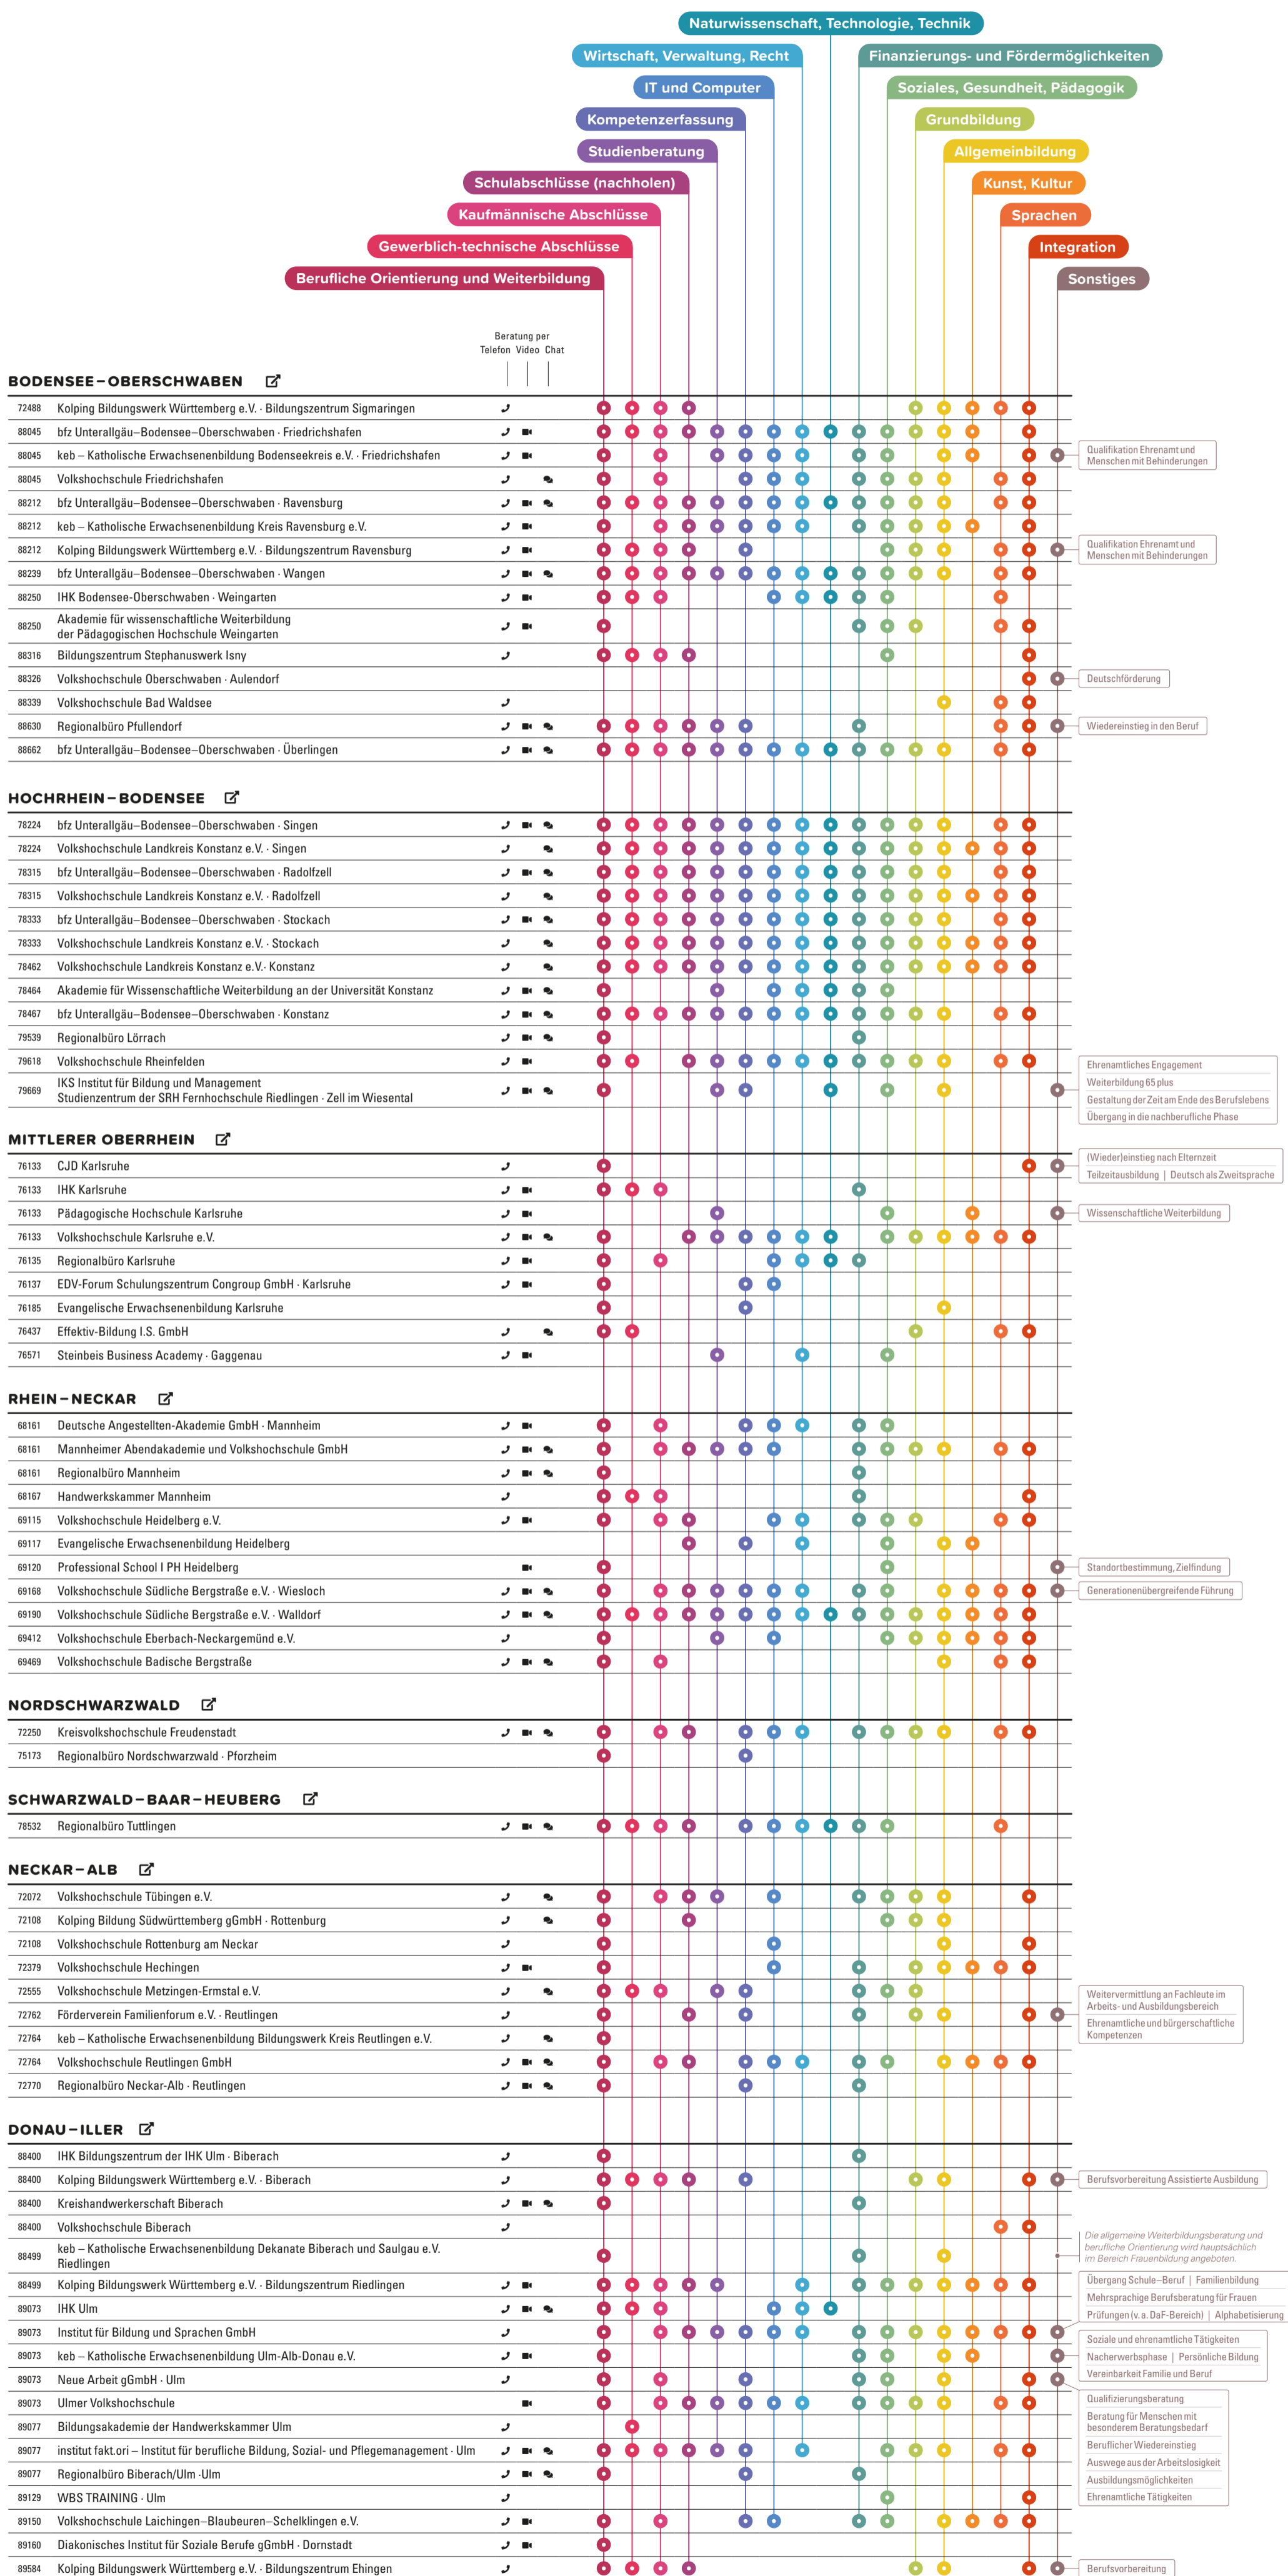 Naturwissenschaft, Technologie, Technik
Wirtschaft, Verwaltung, Recht
Finanzierungs- und Fördermöglichkeiten
IT und Computer
Soziales, Gesundheit, Pädagogik
Kompetenzerfassung
Grundbildung
Studienberatung
Allgemeinbildung
Schulabschlüsse (nachholen)
Kunst, Kultur
Kaufmännische Abschlüsse
Sprachen
Gewerblich-technische Abschlüsse
Integration
Berufliche Orientierung und Weiterbildung
Sonstiges
Beratung per
Telefon Video Chat
BODENSEE–OBERSCHWABEN
72488 Kolping Bildungswerk Württemberg e.V. · Bildungszentrum Sigmaringen
88045 bfz Unterallgäu–Bodensee–Oberschwaben · Friedrichshafen
88045 keb – Katholische Erwachsenenbildung Bodenseekreis e.V. · Friedrichshafen
Qualifikation Ehrenamt und
Menschen mit Behinderungen
88045 Volkshochschule Friedrichshafen
88212 bfz Unterallgäu–Bodensee–Oberschwaben · Ravensburg
88212 keb – Katholische Erwachsenenbildung Kreis Ravensburg e.V.
88212 Kolping Bildungswerk Württemberg e.V. · Bildungszentrum Ravensburg
Qualifikation Ehrenamt und
Menschen mit Behinderungen
88239 bfz Unterallgäu–Bodensee–Oberschwaben · Wangen
88250 IHK Bodensee-Oberschwaben · Weingarten
88250 Akademie für wissenschaftliche Weiterbildung
der Pädagogischen Hochschule Weingarten
88316 Bildungszentrum Stephanuswerk Isny
88326 Volkshochschule Oberschwaben · Aulendorf
Deutschförderung
88339 Volkshochschule Bad Waldsee
88630 Regionalbüro Pfullendorf
Wiedereinstieg in den Beruf
88662 bfz Unterallgäu–Bodensee–Oberschwaben · Überlingen
HOCHRHEIN–BODENSEE
78224 bfz Unterallgäu–Bodensee–Oberschwaben · Singen
78224 Volkshochschule Landkreis Konstanz e.V. · Singen
78315 bfz Unterallgäu–Bodensee–Oberschwaben · Radolfzell
78315 Volkshochschule Landkreis Konstanz e.V. · Radolfzell
78333 bfz Unterallgäu–Bodensee–Oberschwaben · Stockach
78333 Volkshochschule Landkreis Konstanz e.V. · Stockach
78462 Volkshochschule Landkreis Konstanz e.V.· Konstanz
78464 Akademie für Wissenschaftliche Weiterbildung an der Universität Konstanz
78467 bfz Unterallgäu–Bodensee–Oberschwaben · Konstanz
79539 Regionalbüro Lörrach
79618 Volkshochschule Rheinfelden
79669 IKS Institut für Bildung und Management
Studienzentrum der SRH Fernhochschule Riedlingen · Zell im Wiesental
Ehrenamtliches Engagement
Weiterbildung 65 plus
Gestaltung der Zeit am Ende des Berufslebens
Übergang in die nachberufliche Phase
MITTLERER OBERRHEIN
76133 CJD Karlsruhe
(Wieder)einstieg nach Elternzeit
Teilzeitausbildung | Deutsch als Zweitsprache
76133 IHK Karlsruhe
76133 Pädagogische Hochschule Karlsruhe
Wissenschaftliche Weiterbildung
76133 Volkshochschule Karlsruhe e.V.
76135 Regionalbüro Karlsruhe
76137 EDV-Forum Schulungszentrum Congroup GmbH · Karlsruhe
76185 Evangelische Erwachsenenbildung Karlsruhe
76437 Effektiv-Bildung I.S. GmbH
76571 Steinbeis Business Academy · Gaggenau
RHEIN–NECKAR
68161 Deutsche Angestellten-Akademie GmbH · Mannheim
68161 Mannheimer Abendakademie und Volkshochschule GmbH
68161 Regionalbüro Mannheim
68167 Handwerkskammer Mannheim
69115 Volkshochschule Heidelberg e.V.
69117 Evangelische Erwachsenenbildung Heidelberg
69120 Professional School I PH Heidelberg
Standortbestimmung, Zielfindung
69168 Volkshochschule Südliche Bergstraße e.V. · Wiesloch
Generationenübergreifende Führung
69190 Volkshochschule Südliche Bergstraße e.V. · Walldorf
69412 Volkshochschule Eberbach-Neckargemünd e.V.
69469 Volkshochschule Badische Bergstraße
NORDSCHWARZWALD
72250 Kreisvolkshochschule Freudenstadt
75173 Regionalbüro Nordschwarzwald · Pforzheim
SCHWARZWALD–BAAR–HEUBERG
78532 Regionalbüro Tuttlingen
NECKAR–ALB
72072 Volkshochschule Tübingen e.V.
72108 Kolping Bildung Südwürttemberg gGmbH · Rottenburg
72108 Volkshochschule Rottenburg am Neckar
72379 Volkshochschule Hechingen
72555 Volkshochschule Metzingen-Ermstal e.V.
72762 Förderverein Familienforum e.V. · Reutlingen
Weitervermittlung an Fachleute im
Arbeits- und Ausbildungsbereich
Ehrenamtliche und bürgerschaftliche
Kompetenzen
72764 keb – Katholische Erwachsenenbildung Bildungswerk Kreis Reutlingen e.V.
72764 Volkshochschule Reutlingen GmbH
72770 Regionalbüro Neckar-Alb · Reutlingen
DONAU–ILLER
88400 IHK Bildungszentrum der IHK Ulm · Biberach
88400 Kolping Bildungswerk Württemberg e.V. · Biberach
Berufsvorbereitung Assistierte Ausbildung
88400 Kreishandwerkerschaft Biberach
88400 Volkshochschule Biberach
88499 keb – Katholische Erwachsenenbildung Dekanate Biberach und Saulgau e.V.
Riedlingen
Die allgemeine Weiterbildungsberatung und
berufliche Orientierung wird hauptsächlich
im Bereich Frauenbildung angeboten.
88499 Kolping Bildungswerk Württemberg e.V. · Bildungszentrum Riedlingen
89073 IHK Ulm
89073 Institut für Bildung und Sprachen GmbH
Übergang Schule–Beruf | Familienbildung
Mehrsprachige Berufsberatung für Frauen
Prüfungen (v. a. DaF-Bereich) | Alphabetisierung
89073 keb – Katholische Erwachsenenbildung Ulm-Alb-Donau e.V.
Soziale und ehrenamtliche Tätigkeiten
Nacherwerbsphase | Persönliche Bildung
Vereinbarkeit Familie und Beruf
89073 Neue Arbeit gGmbH · Ulm
Qualifizierungsberatung
Beratung für Menschen mit
besonderem Beratungsbedarf
Beruflicher Wiedereinstieg
Auswege aus der Arbeitslosigkeit
Ausbildungsmöglichkeiten
Ehrenamtliche Tätigkeiten
89073 Ulmer Volkshochschule
89077 Bildungsakademie der Handwerkskammer Ulm
89077 institut fakt.ori – Institut für berufliche Bildung, Sozial- und Pflegemanagement · Ulm
89077 Regionalbüro Biberach/Ulm ·Ulm
89129 WBS TRAINING · Ulm
89150 Volkshochschule Laichingen–Blaubeuren–Schelklingen e.V.
89160 Diakonisches Institut für Soziale Berufe gGmbH · Dornstadt
89584 Kolping Bildungswerk Württemberg e.V. · Bildungszentrum Ehingen
Berufsvorbereitung